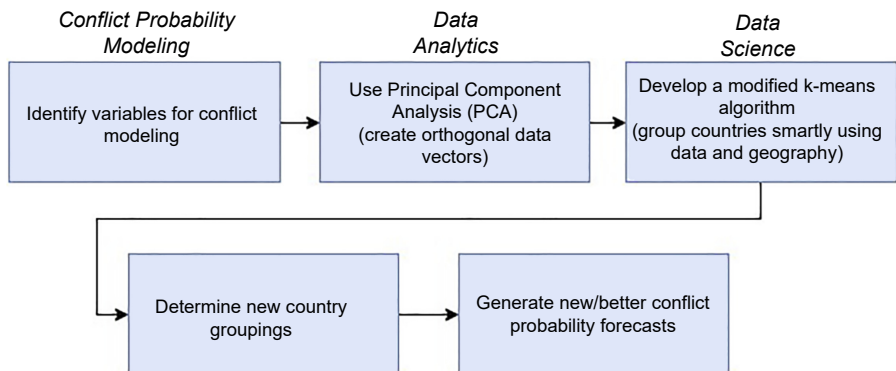 Conflict Probability
Modeling
Data
Analytics
Data
Science
Identify variables for conflict
modeling
Use Principal Component
Analysis (PCA)
(create orthogonal data
vectors)
Develop a modified k-means
algorithm
(group countries smartly using
data and geography)
Determine new country
groupings
Generate new/better conflict
probability forecasts